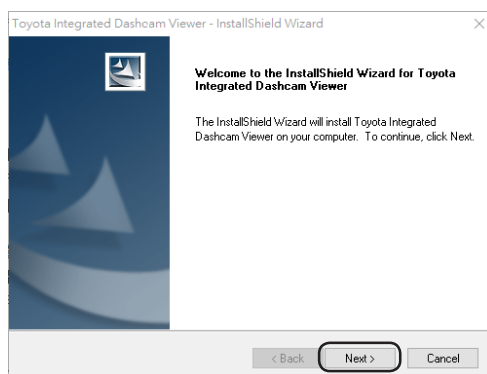 Toyota Integrated Dashcam Viewer - InstallShield Wizard
Welcome to the InstallShield Wizard for Toyota
Integrated Dashcam Viewer
The InstallShield Wizard will install Toyota Integrated
Dashcam Viewer on your computer. To continue, click Next.
< Back Next > Cancel